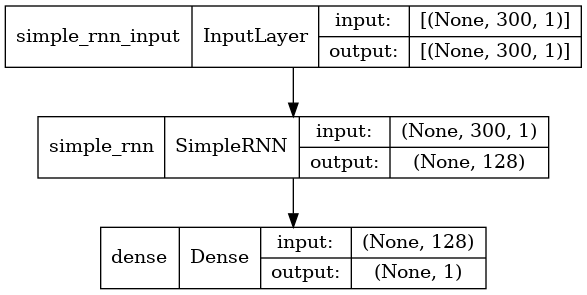 simple_rnn_input InputLayer input: [(None, 300, 1)]
output: [(None, 300, 1)]
simple_rnn SimpleRNN input: (None, 300, 1)
output: (None, 128)
dense Dense input: (None, 128)
output: (None, 1)